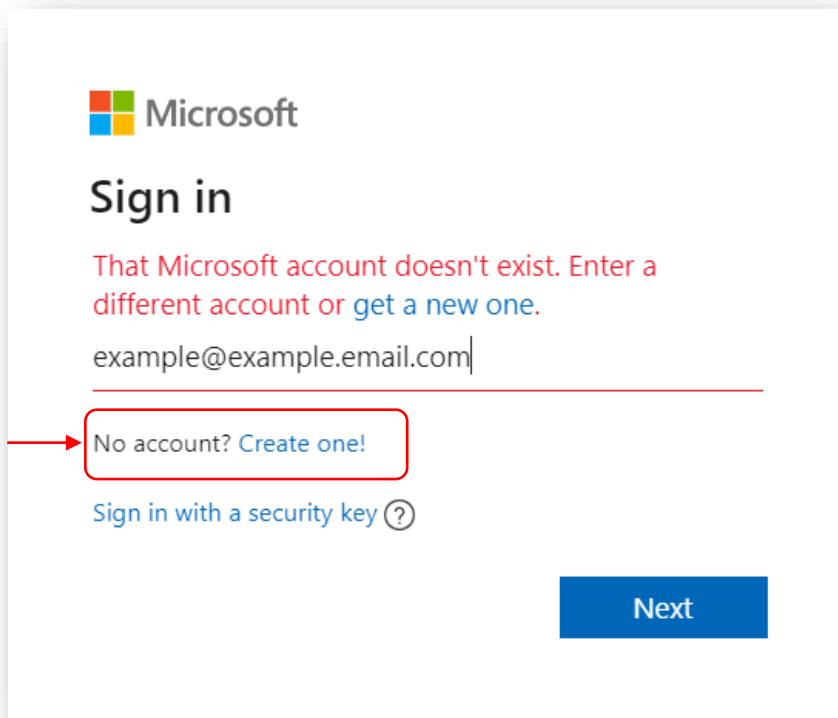 Microsoft
Sign in
That Microsoft account doesn't exist. Enter a
different account or get a new one.
example@example.email.com
No account? Create one!
Sign in with a security key ?
Next